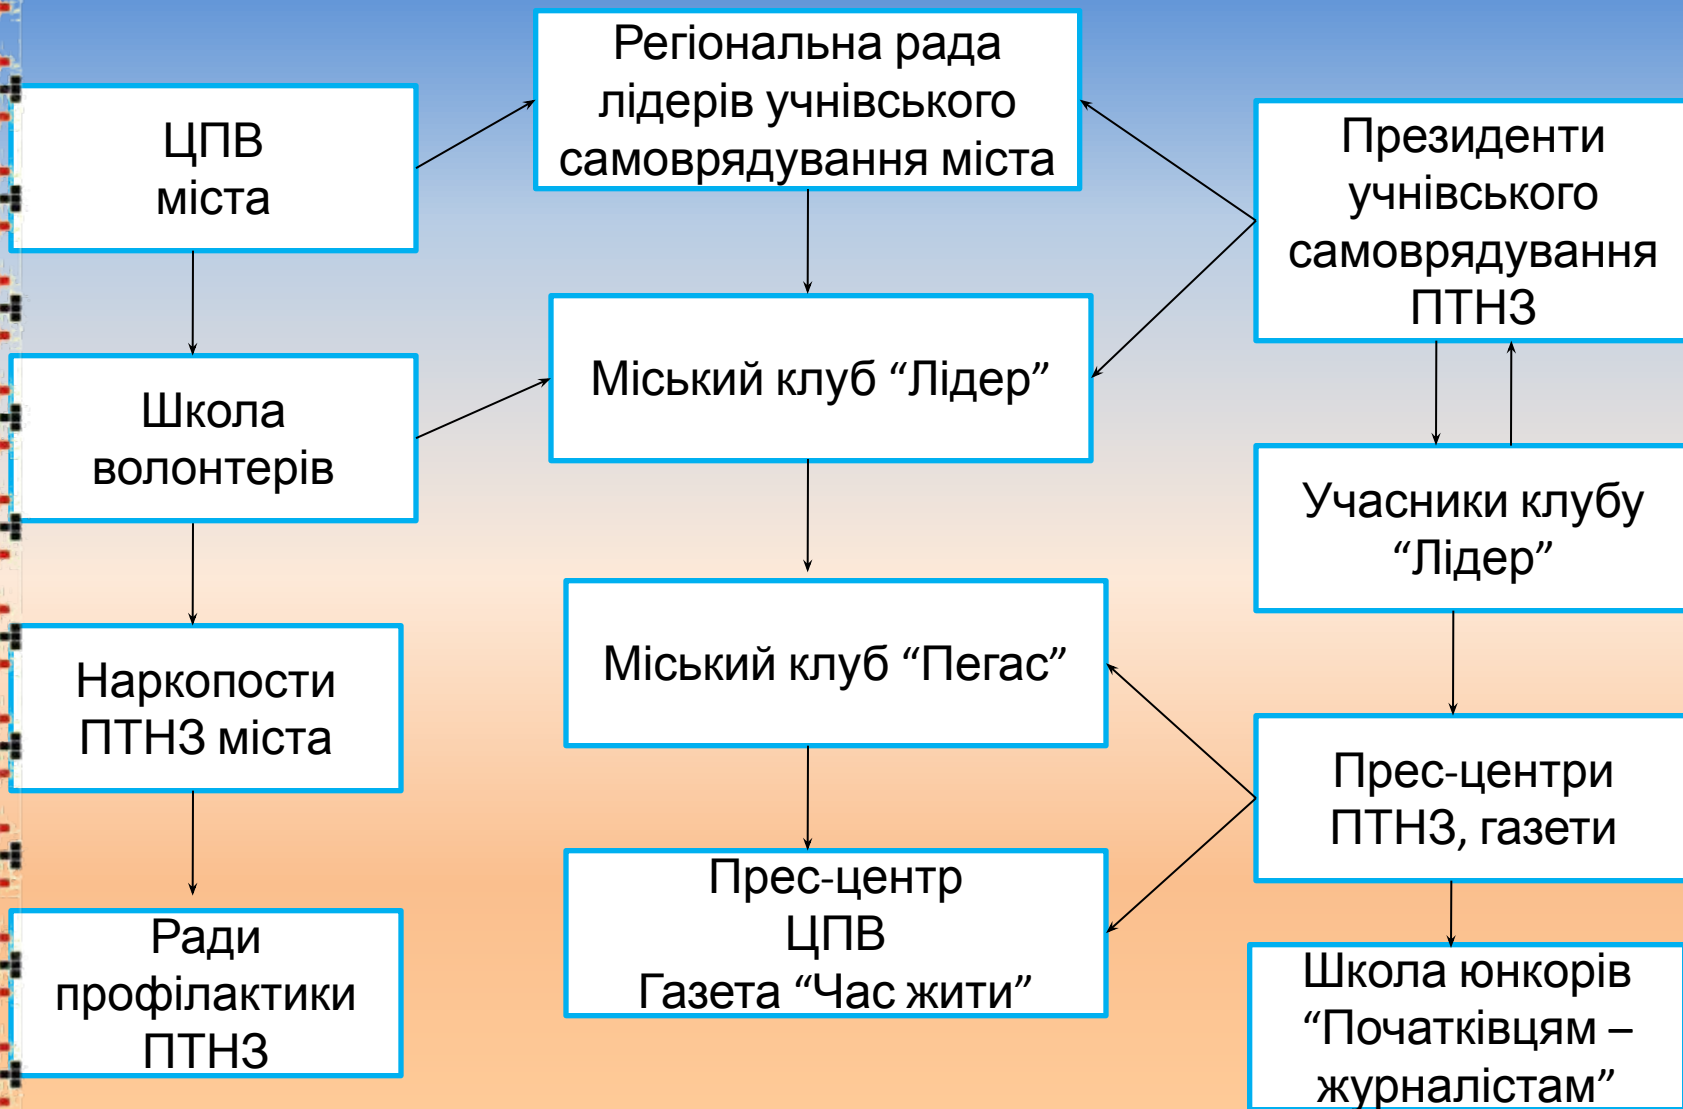 ЦПВ
міста
Школа
волонтерів
Наркопости
ПТНЗ міста
Ради
профілактики
ПТНЗ
Регіональна рада
лідерів учнівського
самоврядування міста
Міський клуб “Лідер”
Міський клуб “Пегас”
Прес-центр
ЦПВ
Газета “Час жити”
Президенти
учнівського
самоврядування
ПТНЗ
Учасники клубу
“Лідер”
Прес-центри
ПТНЗ, газети
Школа юнкорів
“Початківцям –
журналістам”